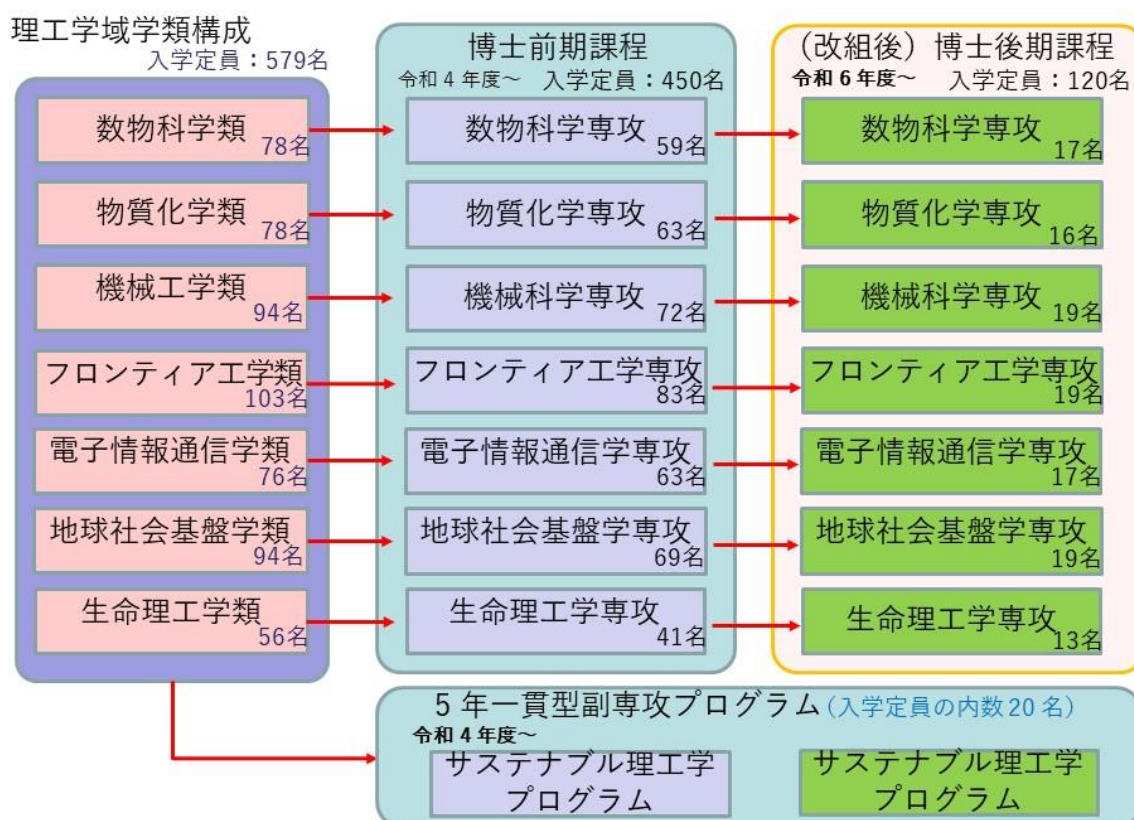 理工学域学類構成
入学定員：579名
数物科学類
78名
物質化学類
78名
機械工学類
94名
フロンティア工学類
103名
電子情報通信学類
76名
地球社会基盤学類
94名
生命理工学類
56名
博士前期課程
令和４年度～ 入学定員：450名
数物科学専攻
59名
物質化学専攻
63名
機械科学専攻
72名
フロンティア工学専攻
83名
電子情報通信学専攻
63名
地球社会基盤学専攻
69名
生命理工学専攻
41名
（改組後）博士後期課程
令和６年度～ 入学定員：120名
数物科学専攻
17名
物質化学専攻
16名
機械科学専攻
19名
フロンティア工学専攻
19名
電子情報通信学専攻
17名
地球社会基盤学専攻
19名
生命理工学専攻
13名
５年一貫型副専攻プログラム（入学定員の内数20名）
令和４年度～
サステナブル理工学
プログラム
サステナブル理工学
プログラム